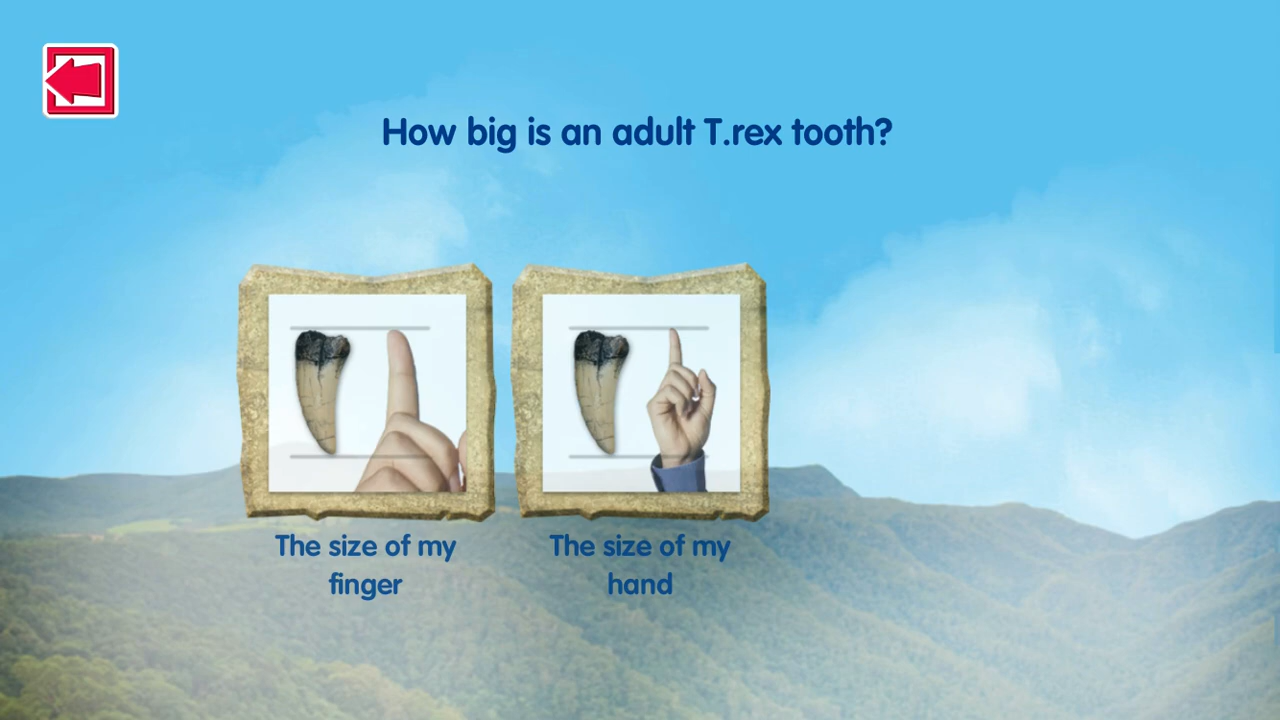 How big is an adult T.rex tooth?
The size of my
finger
The size of my
hand